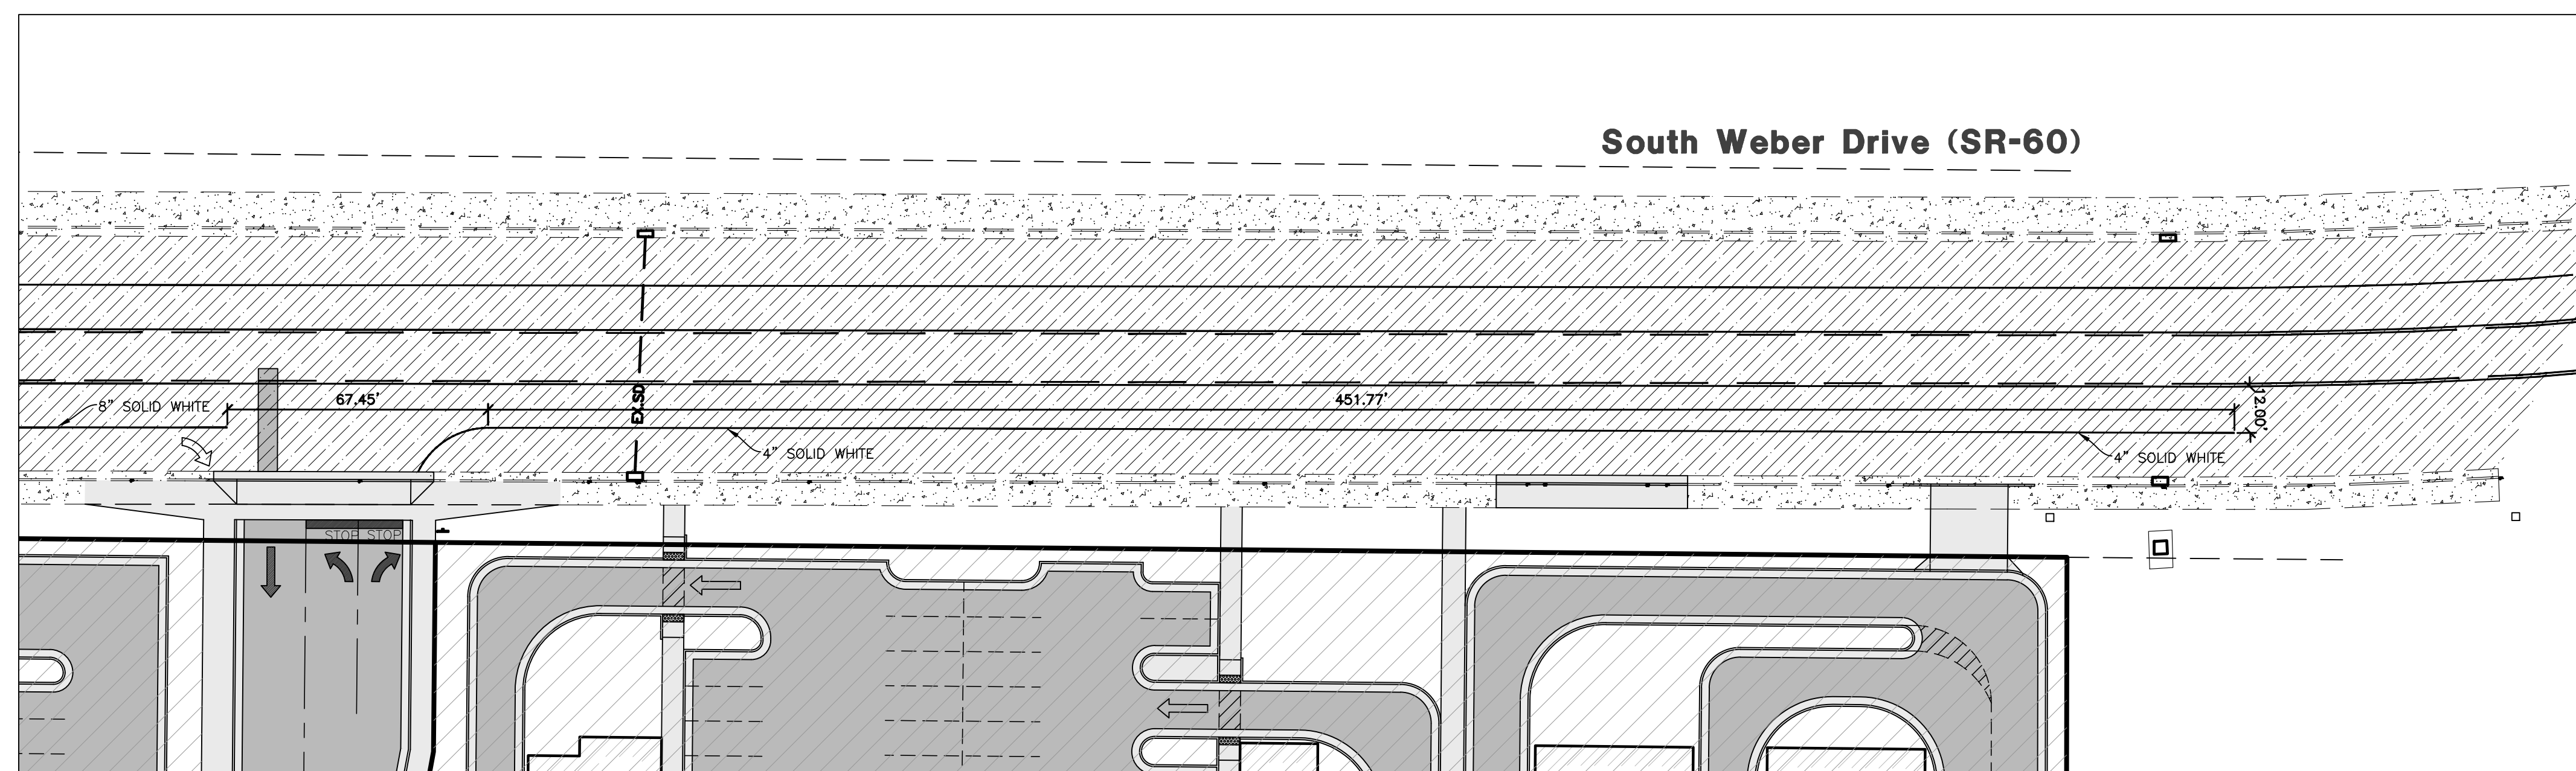 South Weber Drive (SR-60)
8" SOLID WHITE
67.45'
EX.SD
451.77'
12.00'
4" SOLID WHITE
4" SOLID WHITE
STOP STOP